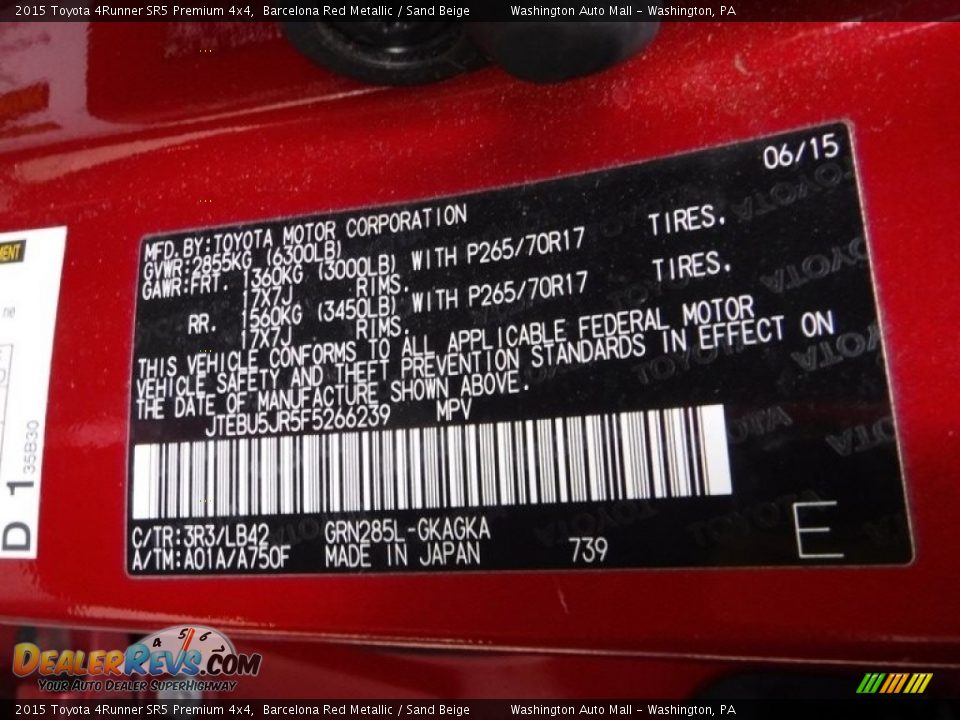 2015 Toyota 4Runner SR5 Premium 4x4, Barcelona Red Metallic / Sand Beige Washington Auto Mall - Washington, PA
06/15
MFD.BY:TOYOTA MOTOR CORPORATION
GVWR:2855KG (6300LB)
GAWR:FRT. 1360KG (3000LB) WITH P265/70R17 TIRES.
17X7J RIMS.
RR. 1560KG (3450LB) WITH P265/70R17 TIRES.
17X7J RIMS.
THIS VEHICLE CONFORMS TO ALL APPLICABLE FEDERAL MOTOR
VEHICLE SAFETY AND THEFT PREVENTION STANDARDS IN EFFECT ON
THE DATE OF MANUFACTURE SHOWN ABOVE.
JTEBU5JR5F5266239 MPV
C/TR:3R3/LB42 GRN285L-GKAGKA
A/TM:A01A/A750F MADE IN JAPAN 739
E
D 1
35B30
DEALERREVS.COM
4 5 6
YOUR AUTO DEALER SUPERHIGHWAY
2015 Toyota 4Runner SR5 Premium 4x4, Barcelona Red Metallic / Sand Beige Washington Auto Mall - Washington, PA